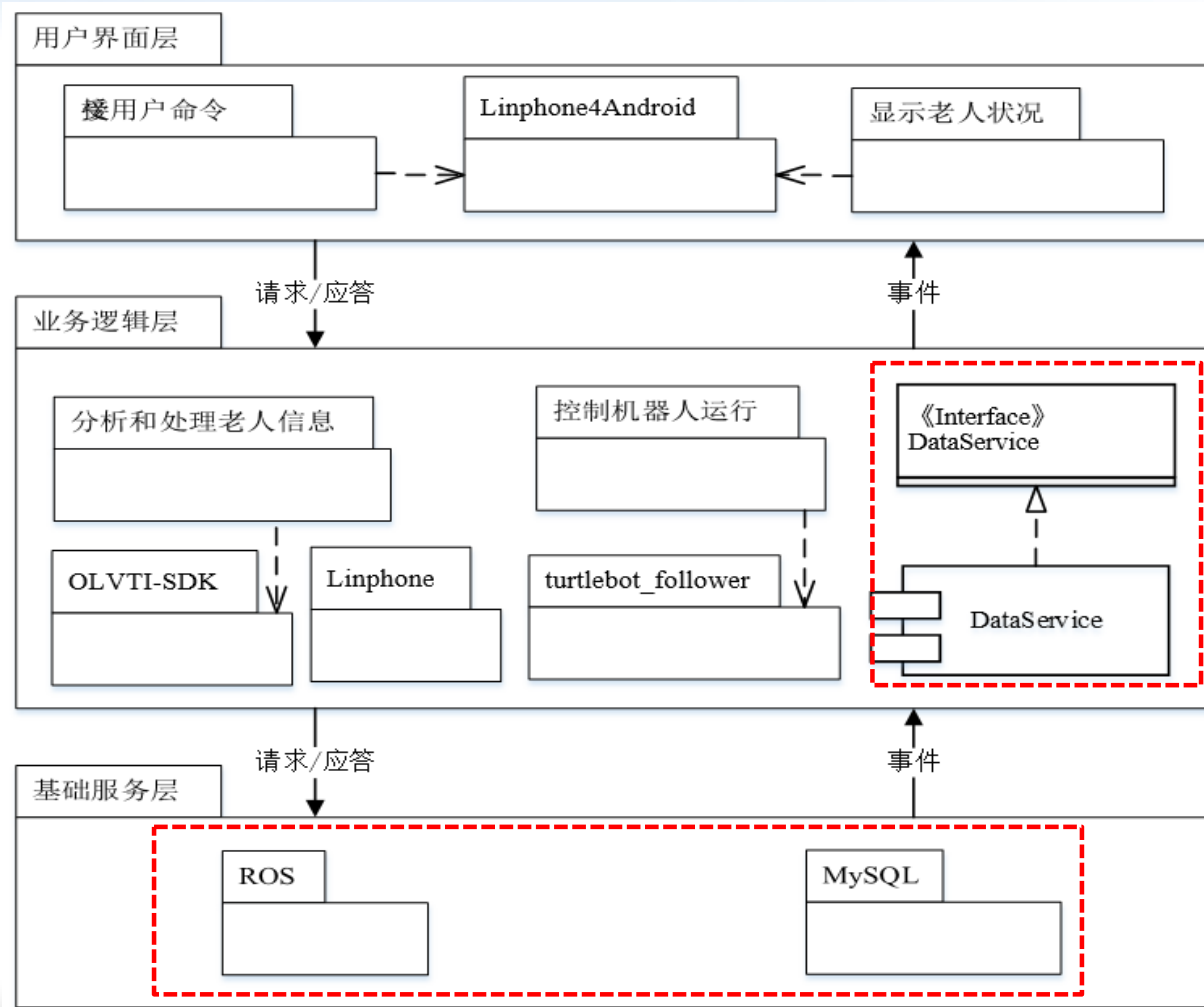 用户界面层
用户命令
Linphone4Android
显示老人状况
请求/应答
事件
业务逻辑层
分析和处理老人信息
控制机器人运行
《Interface》
DataService
OLVTI-SDK
Linphone
turtlebot_follower
DataService
请求/应答
事件
基础服务层
ROS
MySQL